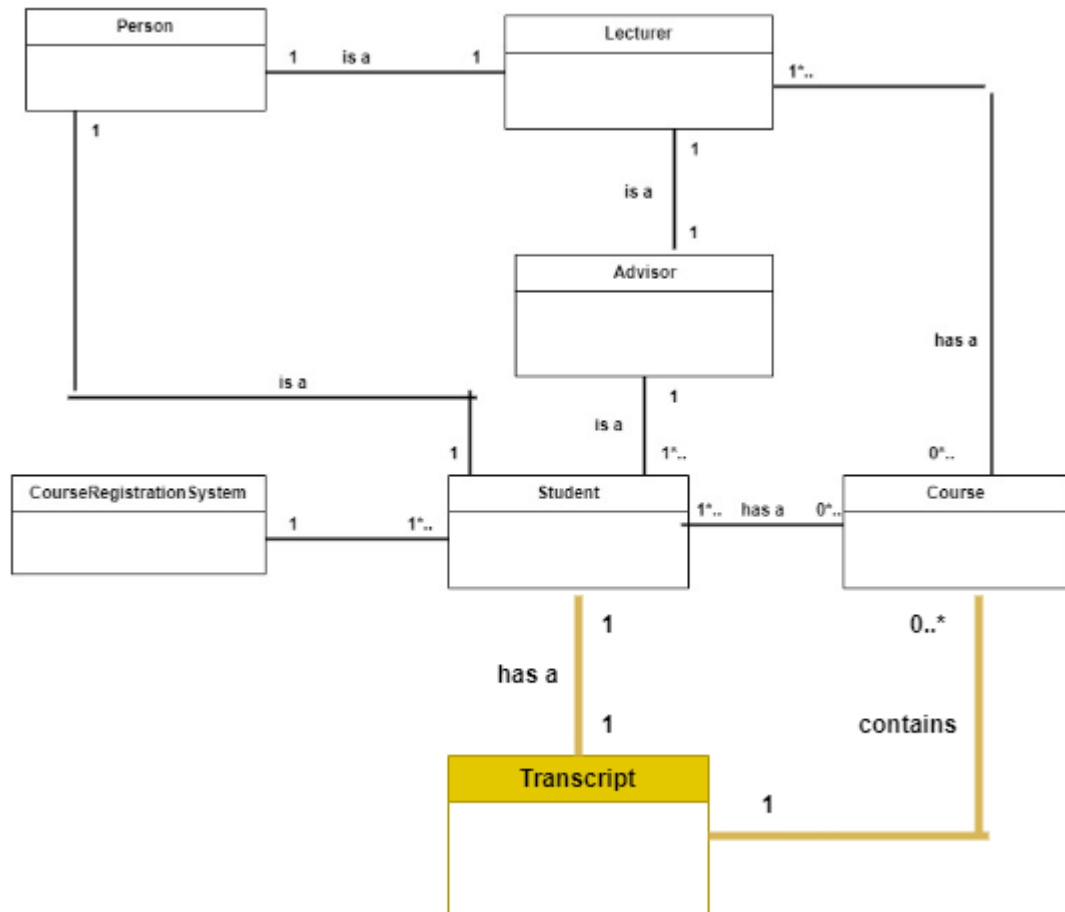 Person
Lecturer
1 is a 1
1*..
1
1
is a
1
Advisor
has a
is a
1
is a
1
1*..
0*..
CourseRegistrationSystem
Student
Course
1 1*..
1*.. has a 0*..
1
0..*
has a
contains
1
Transcript
1